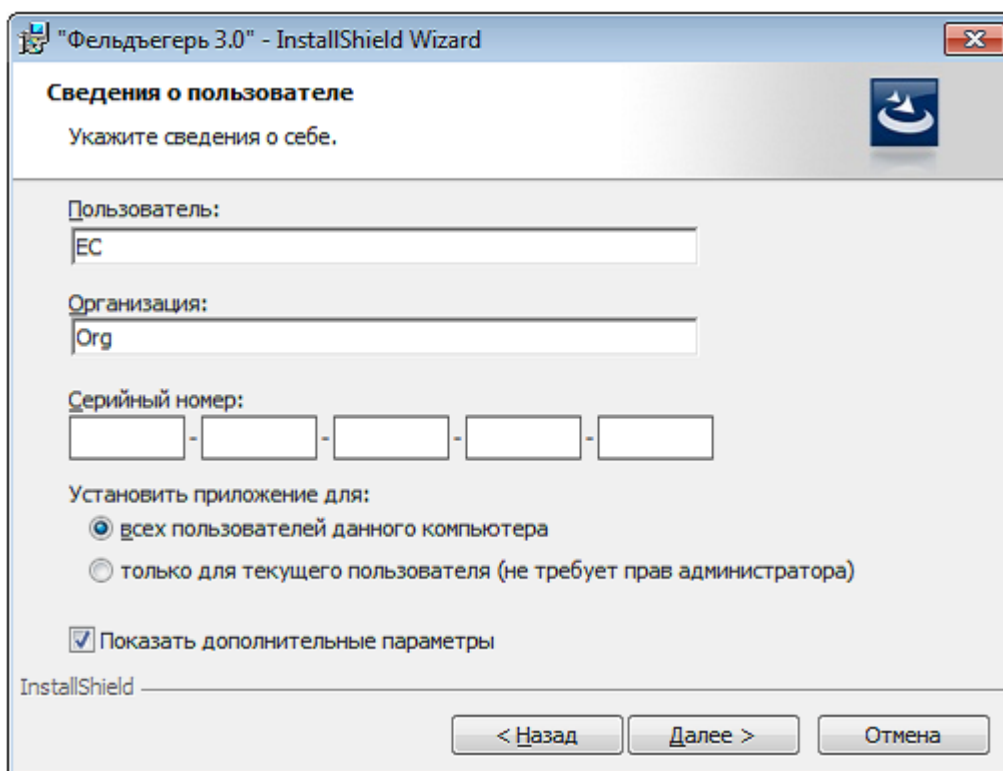 "Фельдъегерь 3.0" - InstallShield Wizard
Сведения о пользователе
Укажите сведения о себе.
Пользователь:
EC
Организация:
Org
Серийный номер:
- - - -
Установить приложение для:
всех пользователей данного компьютера
только для текущего пользователя (не требует прав администратора)
Показать дополнительные параметры
InstallShield
< Назад Далее > Отмена